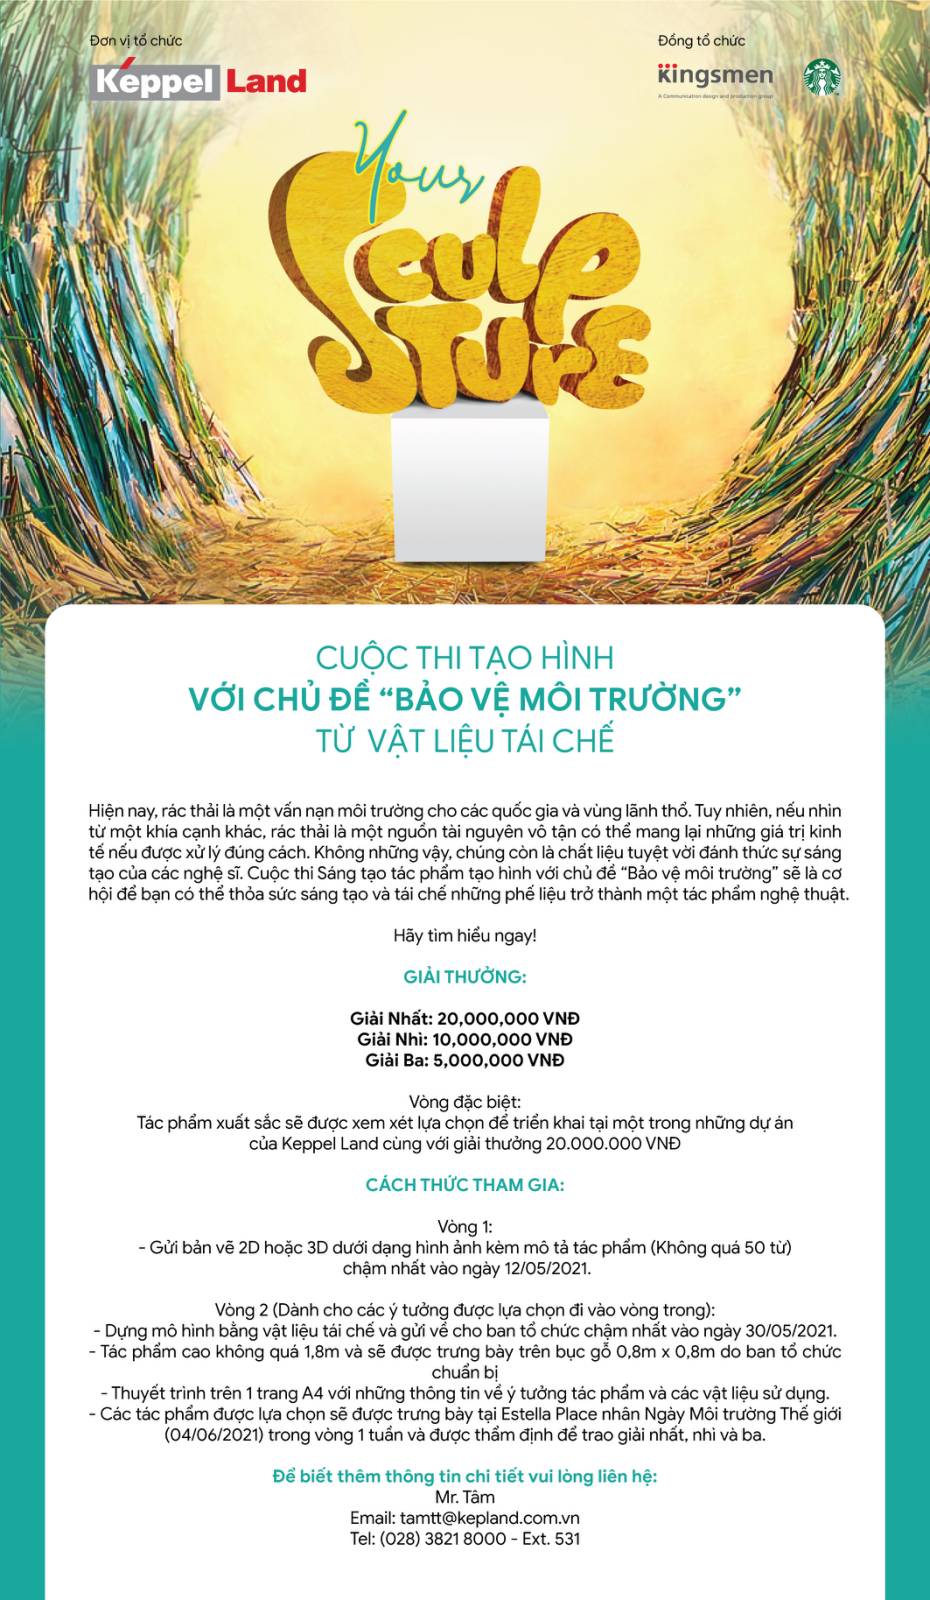 Đơn vị tổ chức
Đồng tổ chức
Keppel Land
Kingsmen
A Communication design and production group
Your
Sculp
sture
CUỘC THI TẠO HÌNH
VỚI CHỦ ĐỀ “BẢO VỆ MÔI TRƯỜNG”
TỪ VẬT LIỆU TÁI CHẾ
Hiện nay, rác thải là một vấn nạn môi trường cho các quốc gia và vùng lãnh thổ. Tuy nhiên, nếu nhìn
từ một khía cạnh khác, rác thải là một nguồn tài nguyên vô tận có thể mang lại những giá trị kinh
tế nếu được xử lý đúng cách. Không những vậy, chúng còn là chất liệu tuyệt vời đánh thức sự sáng
tạo của các nghệ sĩ. Cuộc thi Sáng tạo tác phẩm tạo hình với chủ đề “Bảo vệ môi trường” sẽ là cơ
hội để bạn có thể thỏa sức sáng tạo và tái chế những phế liệu trở thành một tác phẩm nghệ thuật.
Hãy tìm hiểu ngay!
GIẢI THƯỞNG:
Giải Nhất: 20,000,000 VNĐ
Giải Nhì: 10,000,000 VNĐ
Giải Ba: 5,000,000 VNĐ
Vòng đặc biệt:
Tác phẩm xuất sắc sẽ được xem xét lựa chọn để triển khai tại một trong những dự án
của Keppel Land cùng với giải thưởng 20.000.000 VNĐ
CÁCH THỨC THAM GIA:
Vòng 1:
- Gửi bản vẽ 2D hoặc 3D dưới dạng hình ảnh kèm mô tả tác phẩm (Không quá 50 từ)
chậm nhất vào ngày 12/05/2021.
Vòng 2 (Dành cho các ý tưởng được lựa chọn đi vào vòng trong):
- Dựng mô hình bằng vật liệu tái chế và gửi về cho ban tổ chức chậm nhất vào ngày 30/05/2021.
- Tác phẩm cao không quá 1,8m và sẽ được trưng bày trên bục gỗ 0,8m x 0,8m do ban tổ chức
chuẩn bị
- Thuyết trình trên 1 trang A4 với những thông tin về ý tưởng tác phẩm và các vật liệu sử dụng.
- Các tác phẩm được lựa chọn sẽ được trưng bày tại Estella Place nhân Ngày Môi trường Thế giới
(04/06/2021) trong vòng 1 tuần và được thẩm định để trao giải nhất, nhì và ba.
Để biết thêm thông tin chi tiết vui lòng liên hệ:
Mr. Tâm
Email: tamtt@kepland.com.vn
Tel: (028) 3821 8000 - Ext. 531